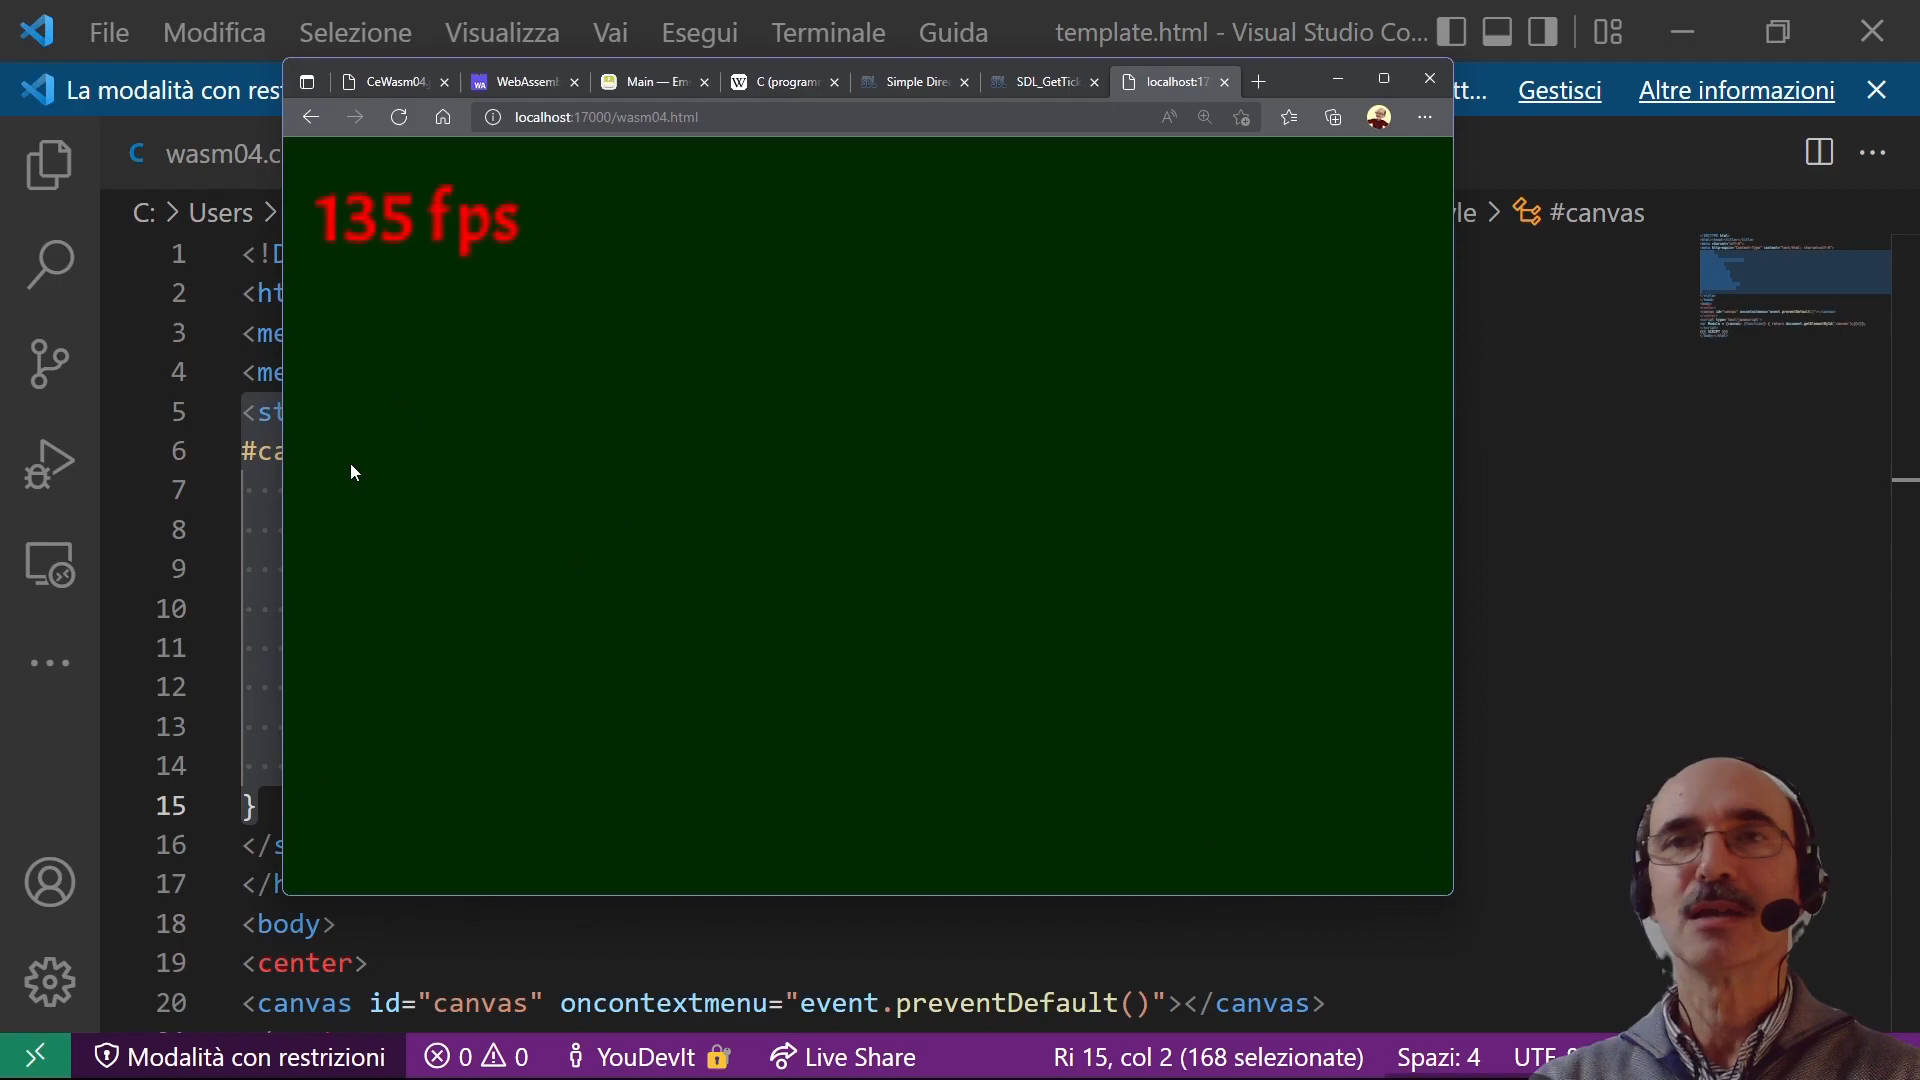 File Modifica Selezione Visualizza Vai Esegui Terminale Guida template.html - Visual Studio Co...
La modalità con res
tt... Gestisci Altre informazioni
CeWasm04.
WebAssemb
Main — Em
C (program
Simple Dire
SDL_GetTick
localhost:17
localhost:17000/wasm04.html
wasm04.c
C: > Users >
le > #canvas
135 fps
1 <!D
2 <ht
3 <me
4 <me
5 <st
6 #ca
7
8
9
10
11
12
13
14
15 }
16 </s
17 </h
18 <body>
19 <center>
20 <canvas id="canvas" oncontextmenu="event.preventDefault()"></canvas>
Modalità con restrizioni 0 0 YouDevIt Live Share Ri 15, col 2 (168 selezionate) Spazi: 4 UTF-8